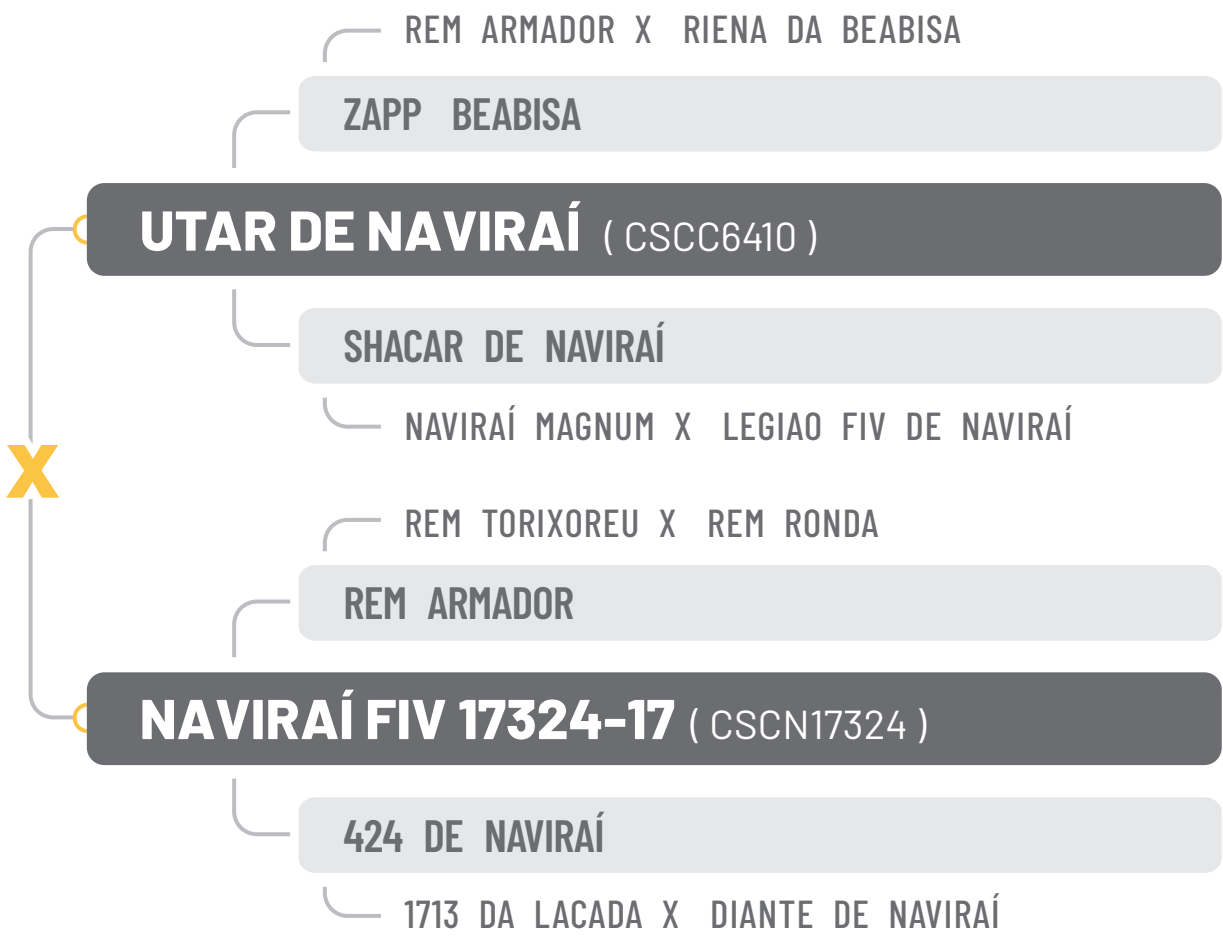 REM ARMADOR X RIENA DA BEABISA
ZAPP BEABISA
UTAR DE NAVIRAÍ ( CSCC6410 )
SHACAR DE NAVIRAÍ
NAVIRAÍ MAGNUM X LEGIAO FIV DE NAVIRAÍ
X
REM TORIXOREU X REM RONDA
REM ARMADOR
NAVIRAÍ FIV 17324-17 ( CSCN17324 )
424 DE NAVIRAÍ
1713 DA LACADA X DIANTE DE NAVIRAÍ